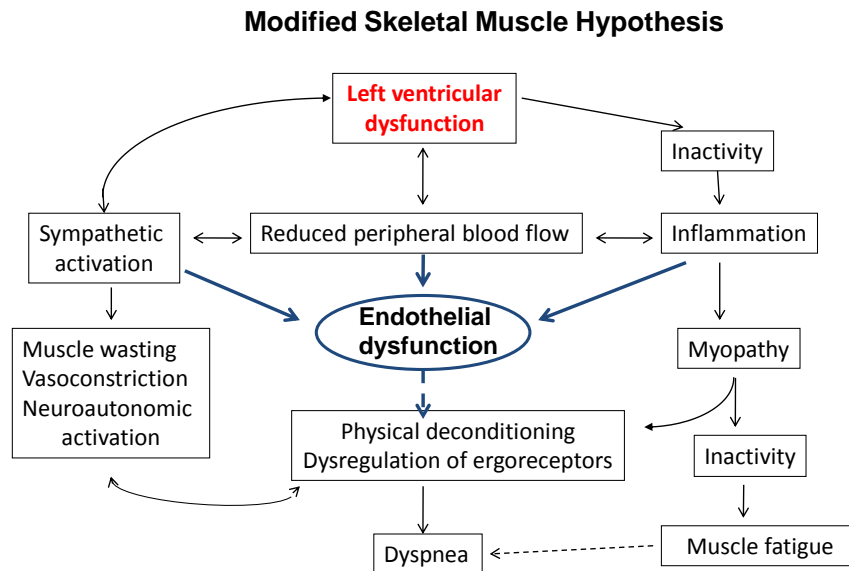 Modified Skeletal Muscle Hypothesis
Left ventricular
dysfunction
Inactivity
Sympathetic
activation
Reduced peripheral blood flow
Inflammation
Endothelial
dysfunction
Muscle wasting
Vasoconstriction
Neuroautonomic
activation
Myopathy
Physical deconditioning
Dysregulation of ergoreceptors
Inactivity
Dyspnea
Muscle fatigue